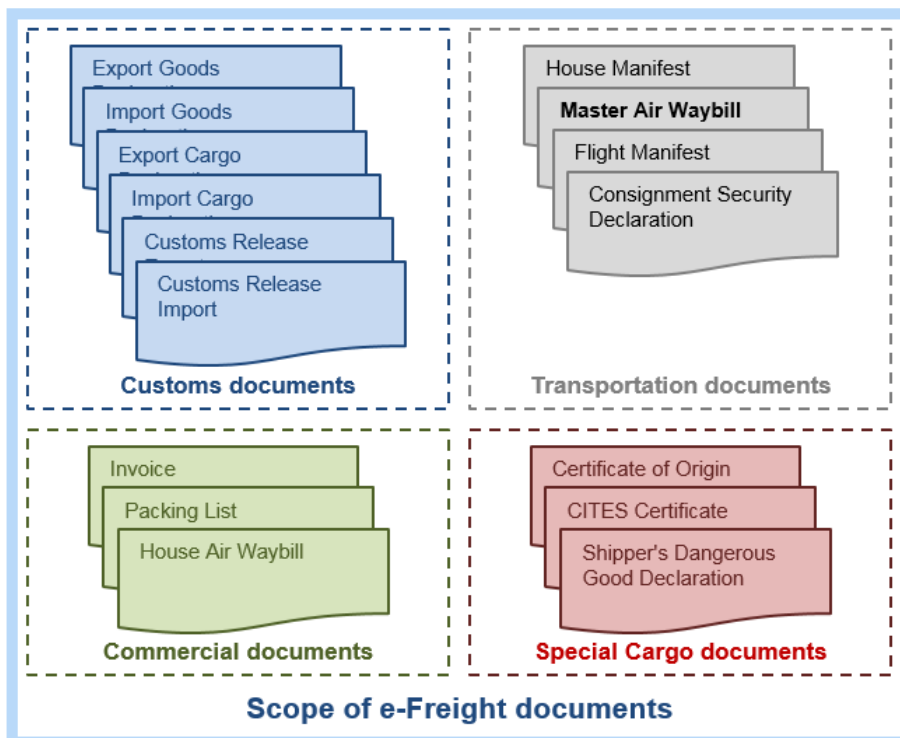 Export Goods
Import Goods
Export Cargo
Import Cargo
Customs Release
Customs Release
Import
Customs documents
House Manifest
Master Air Waybill
Flight Manifest
Consignment Security
Declaration
Transportation documents
Invoice
Packing List
House Air Waybill
Commercial documents
Certificate of Origin
CITES Certificate
Shipper's Dangerous
Good Declaration
Special Cargo documents
Scope of e-Freight documents